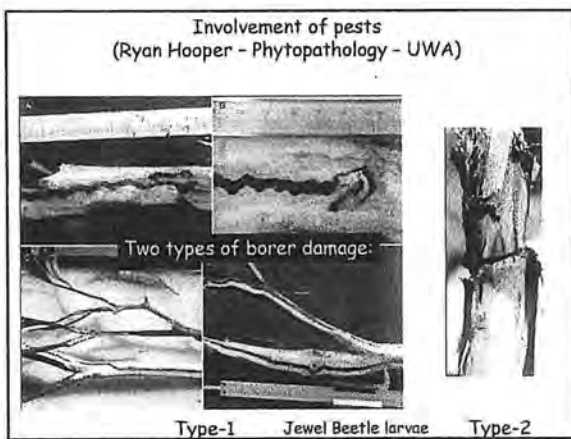 Involvement of pests
(Ryan Hooper – Phytopathology – UWA)
A
B
Two types of borer damage:
Type-1
Jewel Beetle larvae
Type-2